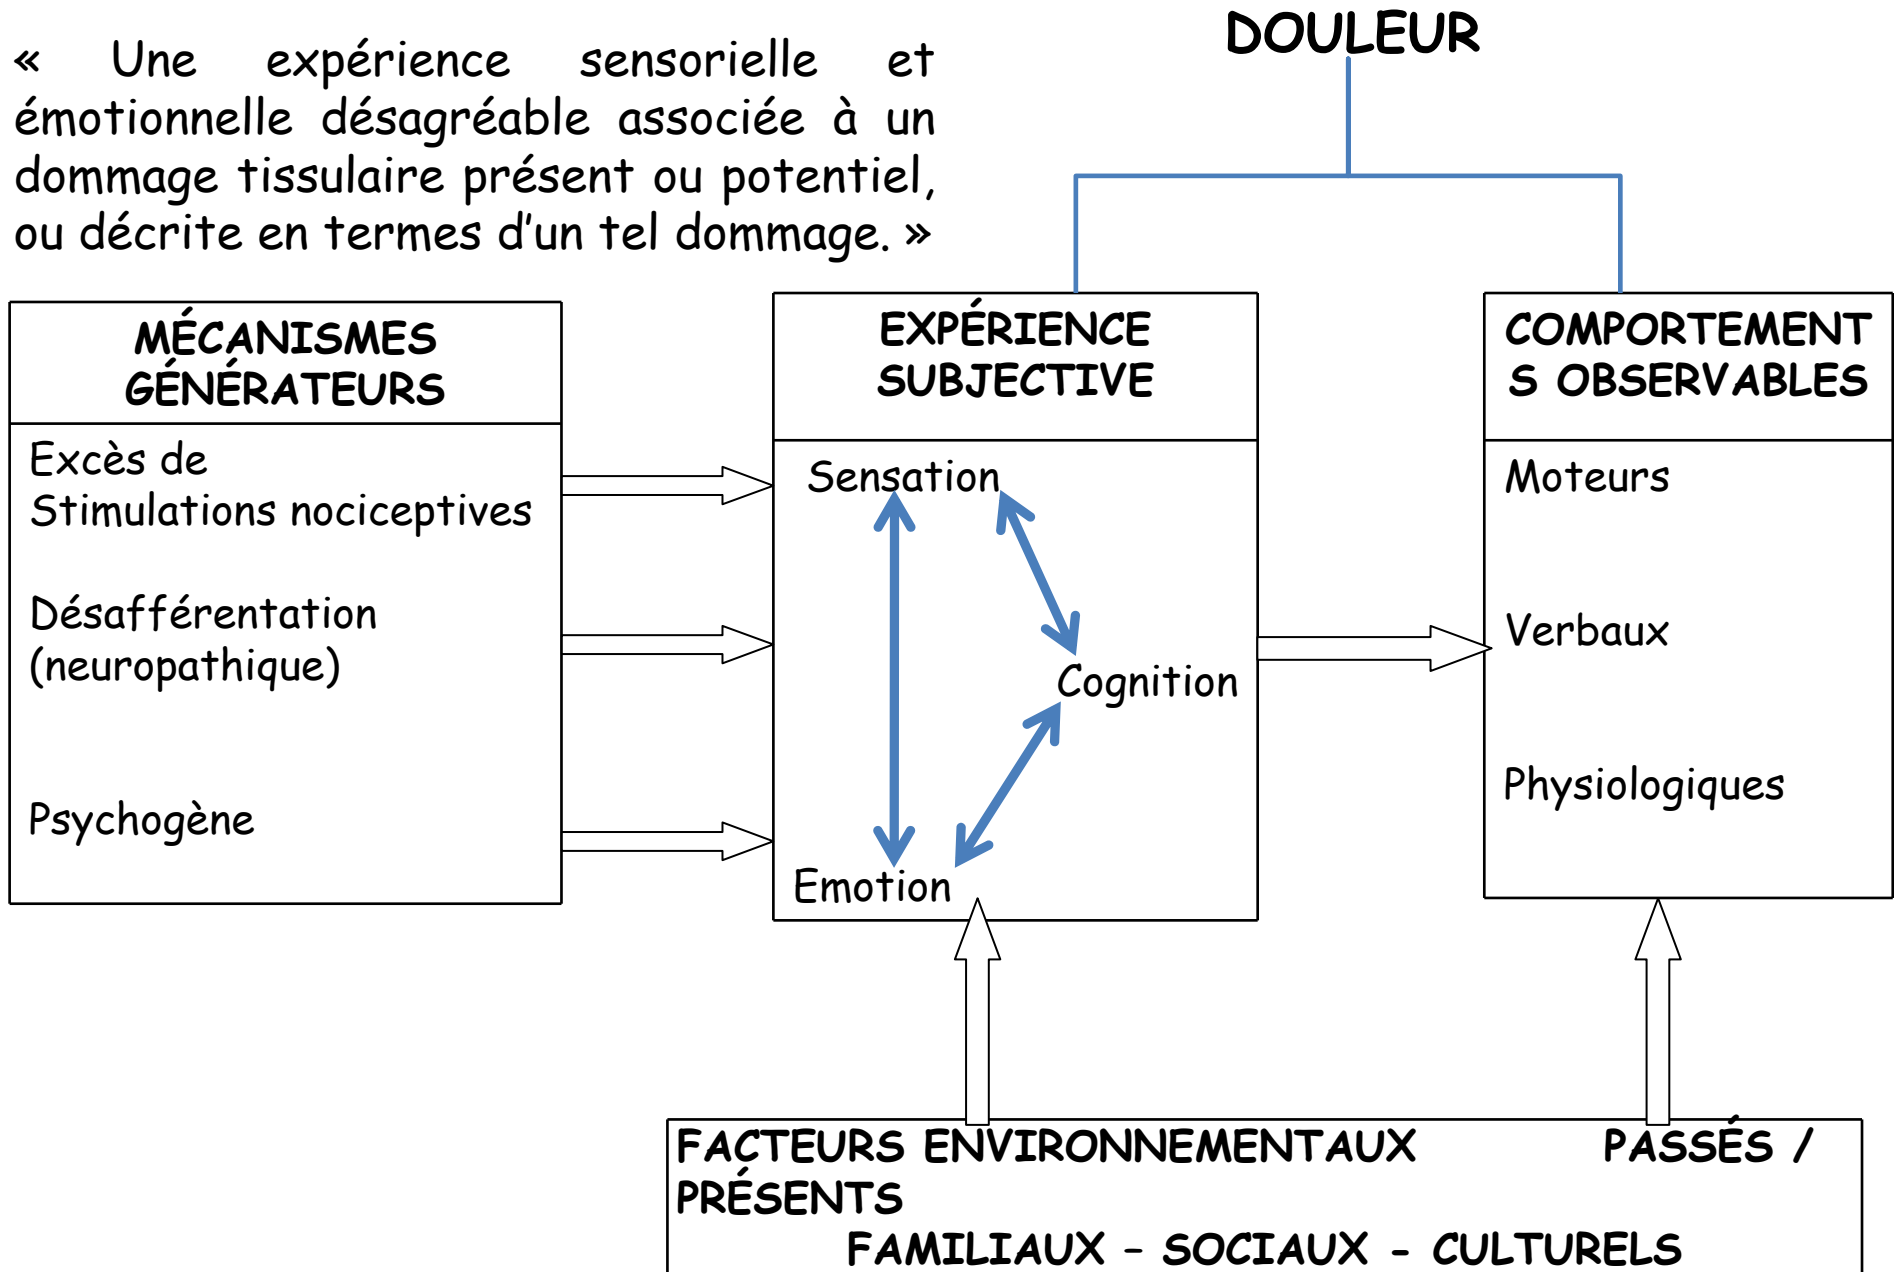 DOULEUR
« Une expérience sensorielle et
émotionnelle désagréable associée à un
dommage tissulaire présent ou potentiel,
ou décrite en termes d'un tel dommage. »
MÉCANISMES
GÉNÉRATEURS
Excès de
Stimulations nociceptives
Désafférentation
(neuropathique)
Psychogène
EXPÉRIENCE
SUBJECTIVE
Sensation
Cognition
Emotion
COMPORTEMENT
S OBSERVABLES
Moteurs
Verbaux
Physiologiques
FACTEURS ENVIRONNEMENTAUX PASSÉS /
PRÉSENTS
FAMILIAUX – SOCIAUX - CULTURELS